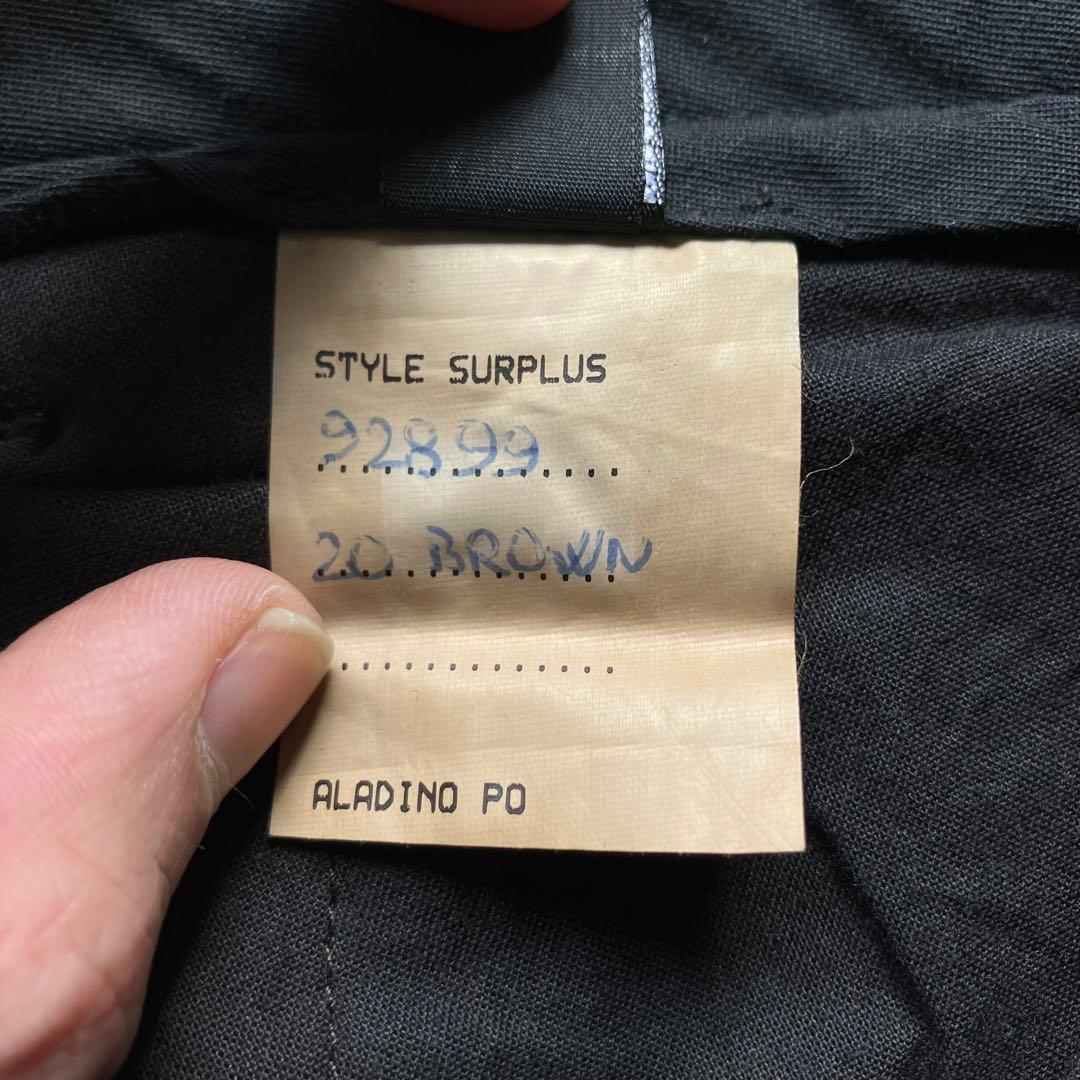 STYLE SURPLUS
92899
20 BROWN
ALADINO PO